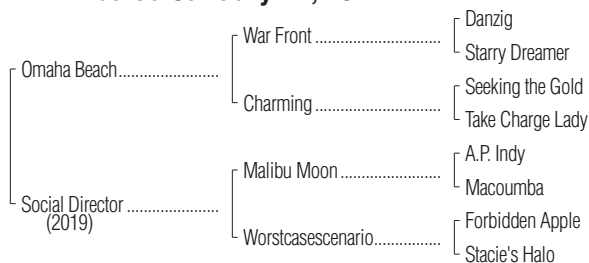 Danzig
War Front
Starry Dreamer
Omaha Beach
Seeking the Gold
Charming
Take Charge Lady
A.P. Indy
Malibu Moon
Macoumba
Social Director
(2019)
Forbidden Apple
Worstcasescenario
Stacie's Halo